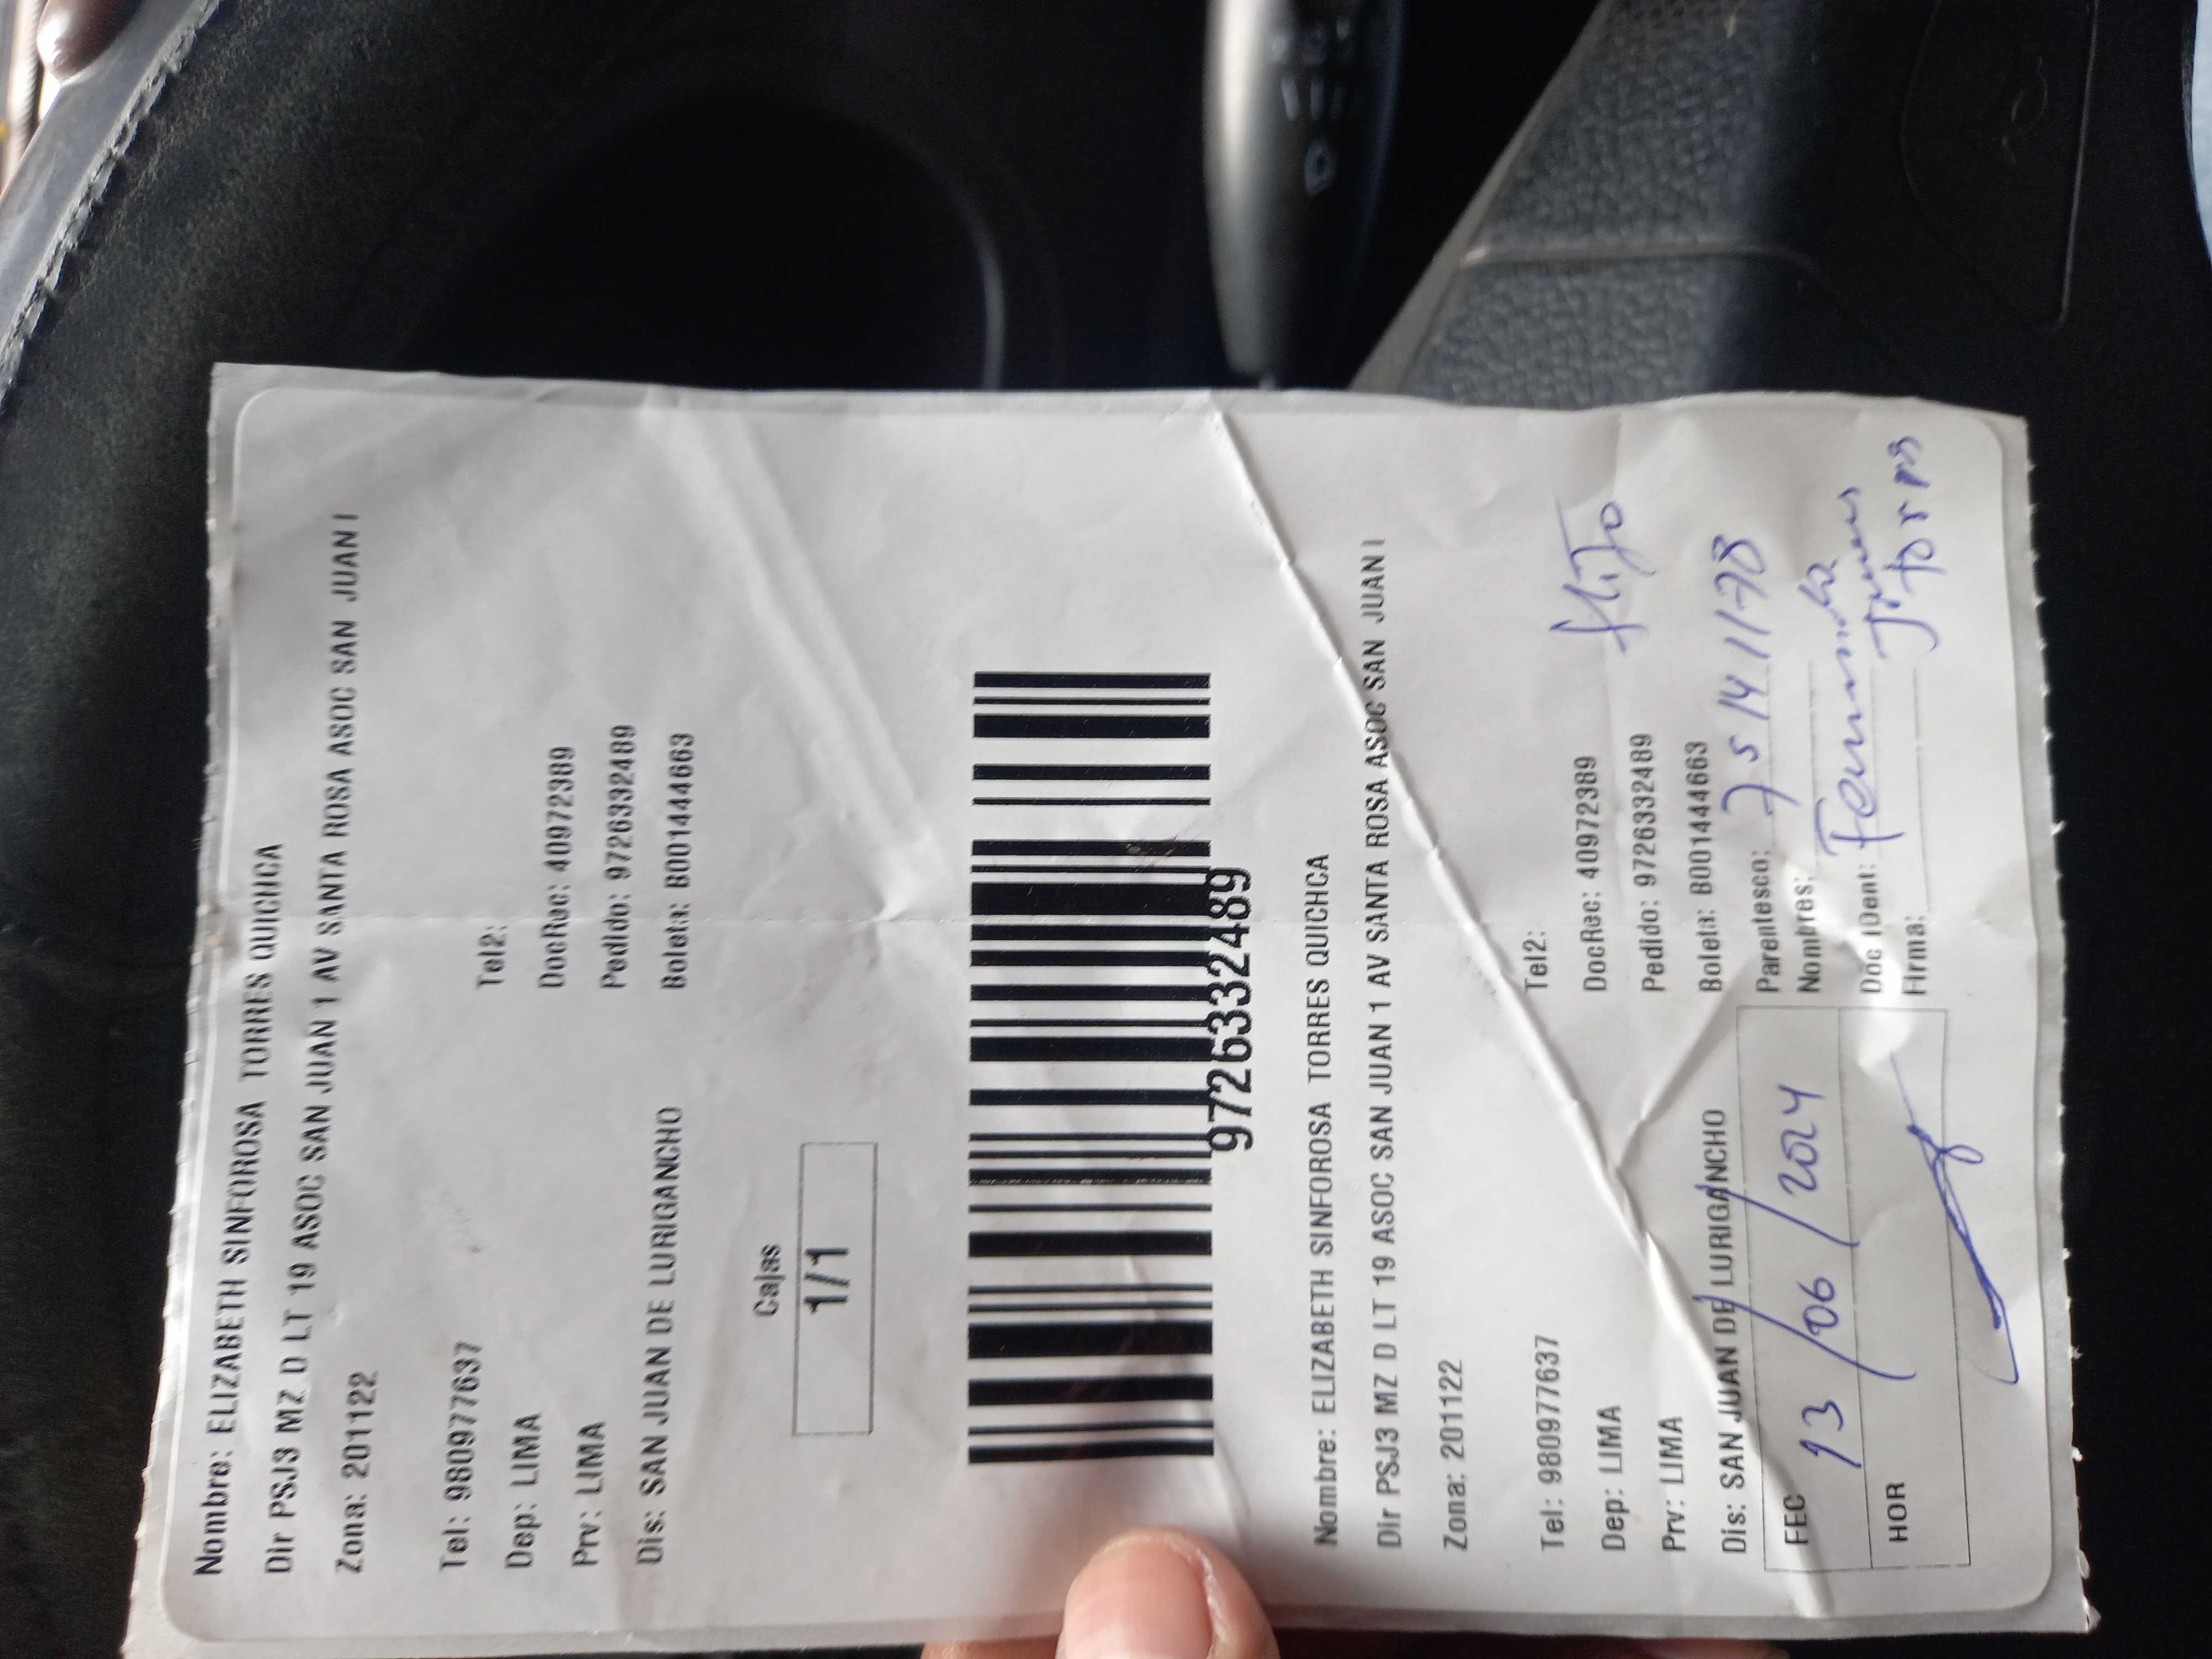 Nombre: ELIZABETH SINFOROSA TORRES QUICHCA
Dir PSJ3 MZ D LT 19 ASOC SAN JUAN 1 AV SANTA ROSA ASOC SAN JUAN I
Zona: 201122
Tel: 980977637 Tel2:
Dep: LIMA DocRec: 40972389
Prv: LIMA Pedido: 97263332489
Dis: SAN JUAN DE LURIGANCHO Boleta: B001444663
Cajas
1/1
97263332489
Nombre: ELIZABETH SINFOROSA TORRES QUICHCA
Dir PSJ3 MZ D LT 19 ASOC SAN JUAN 1 AV SANTA ROSA ASOC SAN JUAN I
Zona: 201122
Tel: 980977637 Tel2:
Dep: LIMA DocRec: 40972389
Prv: LIMA Pedido: 97263332489
Dis: SAN JUAN DE LURIGANCHO Boleta: B001444663
FEC 13/06/2024 Parentesco:
Nombres:
HOR Doc IDent:
Firma: Torres